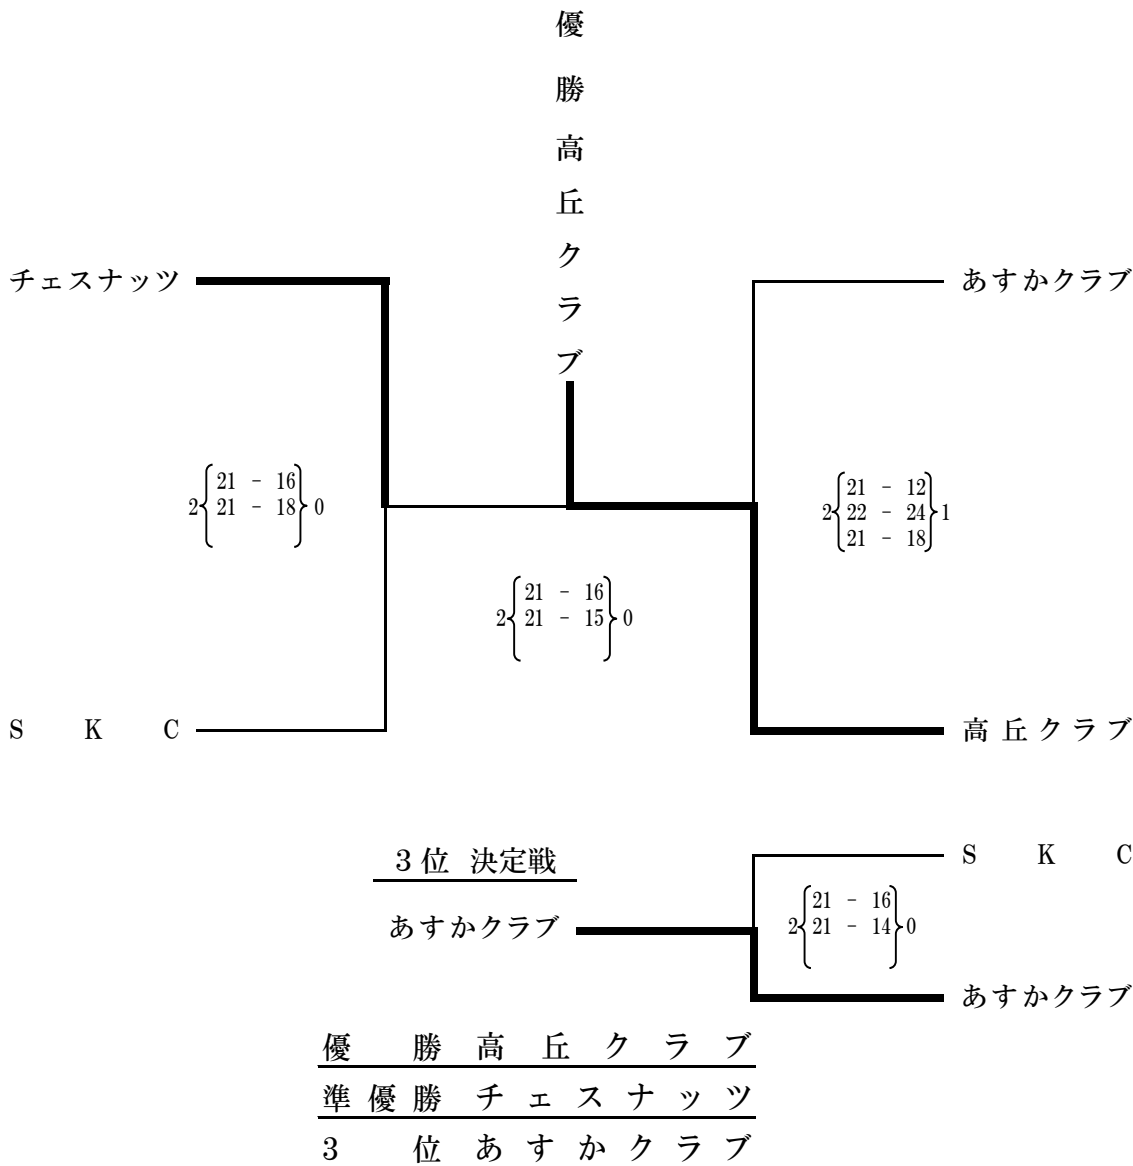 優勝高丘クラブ
チェスナッツ
あすかクラブ
2 21 - 16 0
21 - 18
2 21 - 12 1
22 - 24
21 - 18
2 21 - 16 0
21 - 15
S K C
高丘クラブ
3位 決定戦
あすかクラブ
S K C
2 21 - 16 0
21 - 14
あすかクラブ
優勝 高丘クラブ
準優勝 チェスナッツ
3位 あすかクラブ